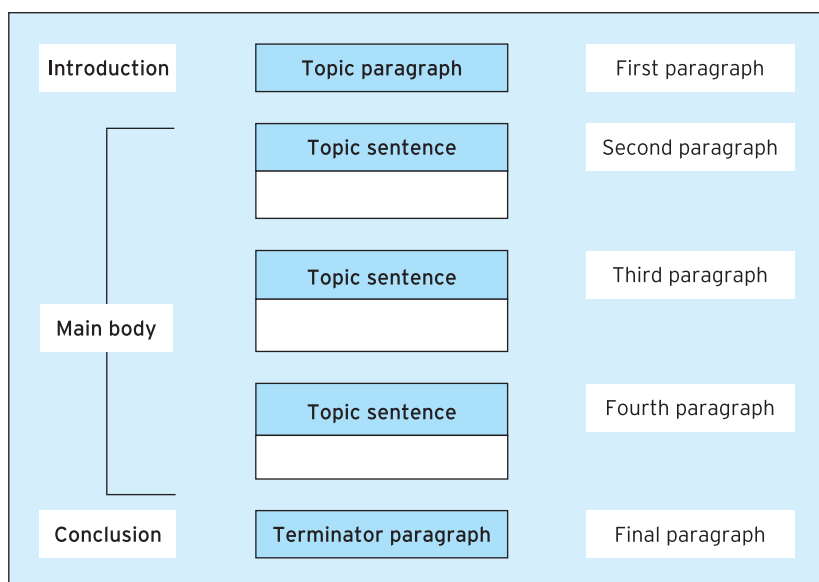 Introduction
Topic paragraph
First paragraph
Topic sentence
Second paragraph
Topic sentence
Third paragraph
Main body
Topic sentence
Fourth paragraph
Conclusion
Terminator paragraph
Final paragraph